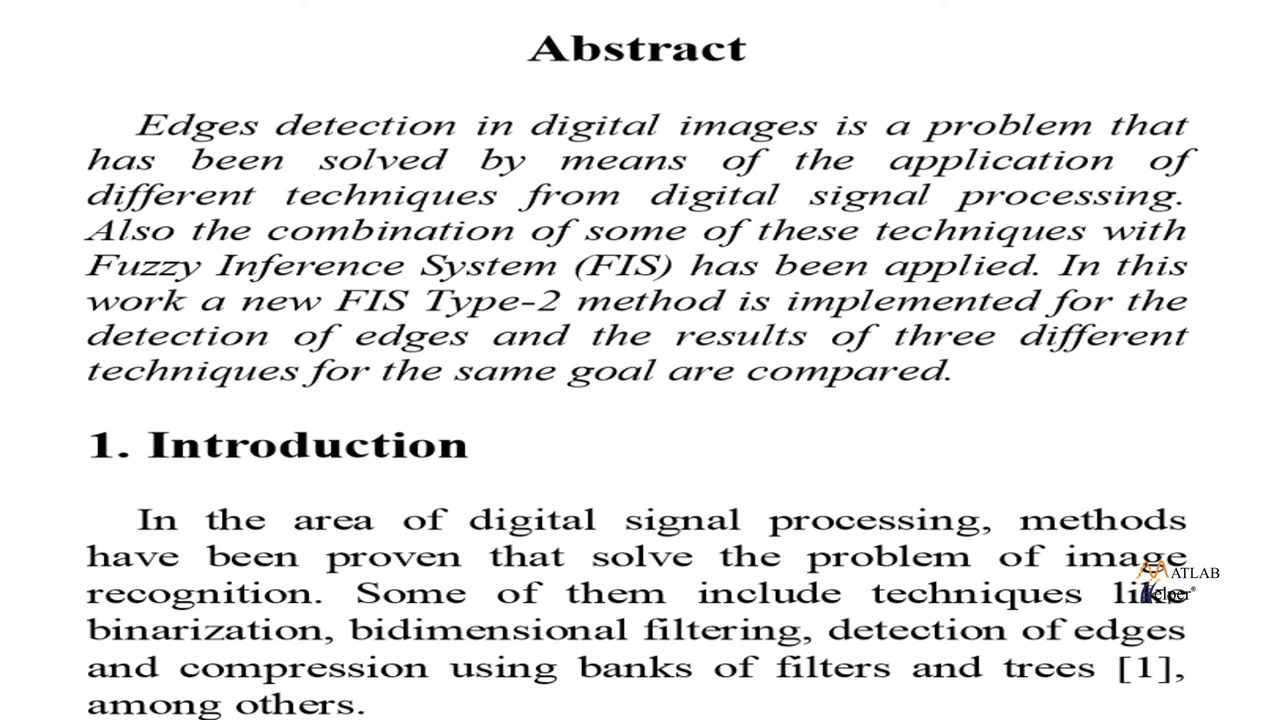 Abstract
Edges detection in digital images is a problem that
has been solved by means of the application of
different techniques from digital signal processing.
Also the combination of some of these techniques with
Fuzzy Inference System (FIS) has been applied. In this
work a new FIS Type-2 method is implemented for the
detection of edges and the results of three different
techniques for the same goal are compared.
1. Introduction
In the area of digital signal processing, methods
have been proven that solve the problem of image
recognition. Some of them include techniques like
binarization, bidimensional filtering, detection of edges
and compression using banks of filters and trees [1],
among others.
MATLAB
Helper®